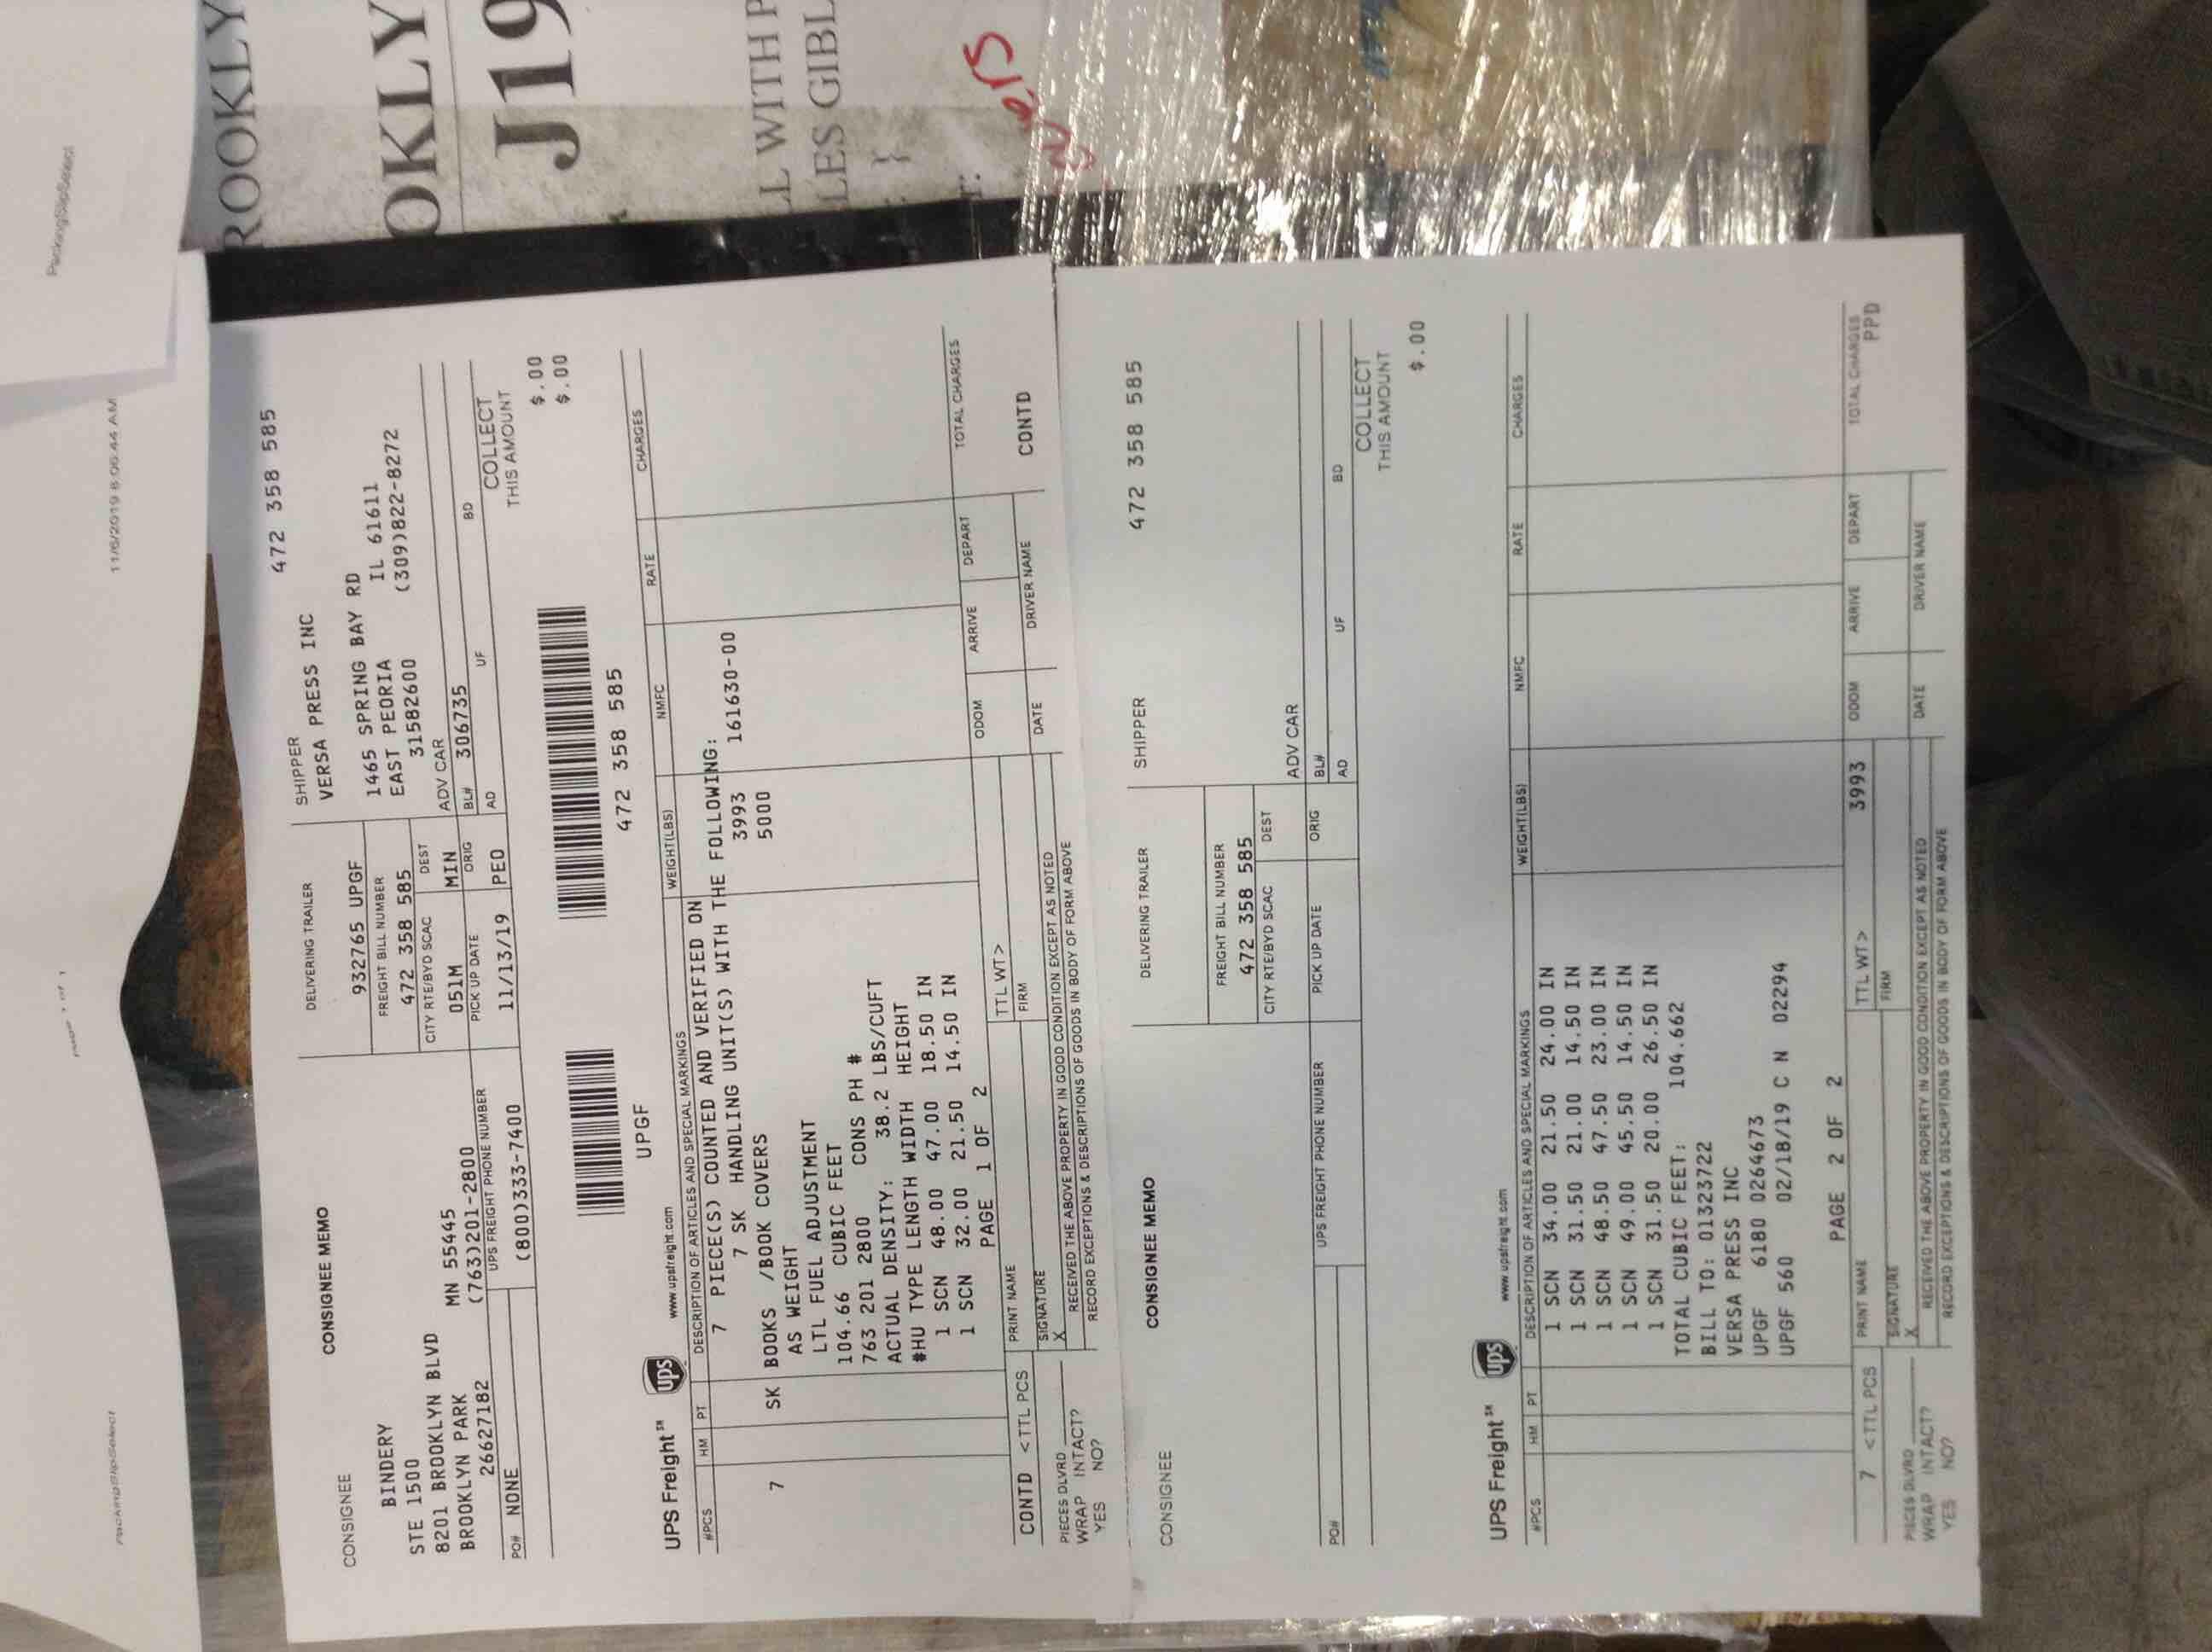 PackingSlipSelect
11/6/2019 6:06:44 AM
PackingSlipSelect
ROOKLY
OKLY
J19
LL WITH P
LES GIBL
CONSIGNEE
CONSIGNEE MEMO
DELIVERING TRAILER
SHIPPER
472 358 585
BINDERY
STE 1500
8201 BROOKLYN BLVD
BROOKLYN PARK MN 55445
26627182 (763)201-2800
932765 UPGF
VERSA PRESS INC
1465 SPRING BAY RD
EAST PEORIA IL 61611
31582600 (309)822-8272
FREIGHT BILL NUMBER
472 358 585
CITY RTE/BYD SCAC DEST
051M MIN
ADV CAR
PO# NONE
UPS FREIGHT PHONE NUMBER
(800)333-7400
PICK UP DATE ORIG
11/13/19 PEO
BL# 306735 BD
AD UF
COLLECT
THIS AMOUNT
$.00
$.00
UPGF
472 358 585
UPS Freight SM
ups
www.upsfreight.com
#PCS HM PT DESCRIPTION OF ARTICLES AND SPECIAL MARKINGS WEIGHT(LBS) NMFC RATE CHARGES
7 PIECE(S) COUNTED AND VERIFIED ON
7 SK HANDLING UNIT(S) WITH THE FOLLOWING:
7 SK BOOKS /BOOK COVERS 3993 161630-00
AS WEIGHT 5000
LTL FUEL ADJUSTMENT
104.66 CUBIC FEET
763 201 2800 CONS PH #
ACTUAL DENSITY: 38.2 LBS/CUFT
#HU TYPE LENGTH WIDTH HEIGHT
1 SCN 48.00 47.00 18.50 IN
1 SCN 32.00 21.50 14.50 IN
PAGE 1 OF 2
CONTD <TTL PCS
PRINT NAME
TTL WT>
ODOM ARRIVE DEPART
TOTAL CHARGES
CONTD
PIECES DLVRD
WRAP INTACT?
YES NO?
SIGNATURE
X
FIRM
DATE
DRIVER NAME
RECEIVED THE ABOVE PROPERTY IN GOOD CONDITION EXCEPT AS NOTED
RECORD EXCEPTIONS & DESCRIPTIONS OF GOODS IN BODY OF FORM ABOVE
CONSIGNEE
CONSIGNEE MEMO
DELIVERING TRAILER
SHIPPER
472 358 585
FREIGHT BILL NUMBER
472 358 585
CITY RTE/BYD SCAC DEST
ADV CAR
PO#
UPS FREIGHT PHONE NUMBER
PICK UP DATE ORIG
BL# BD
AD UF
COLLECT
THIS AMOUNT
$.00
UPS Freight SM
ups
www.upsfreight.com
#PCS HM PT DESCRIPTION OF ARTICLES AND SPECIAL MARKINGS WEIGHT(LBS) NMFC RATE CHARGES
1 SCN 34.00 21.50 24.00 IN
1 SCN 31.50 21.00 14.50 IN
1 SCN 48.50 47.50 23.00 IN
1 SCN 49.00 45.50 14.50 IN
1 SCN 31.50 20.00 26.50 IN
TOTAL CUBIC FEET: 104.662
BILL TO: 01323722
VERSA PRESS INC
UPGF 6180 0264673
UPGF 560 02/18/19 C N 02294
PAGE 2 OF 2
7 <TTL PCS
PRINT NAME
TTL WT> 3993
ODOM ARRIVE DEPART
TOTAL CHARGES
PPD
PIECES DLVRD
WRAP INTACT?
YES NO?
SIGNATURE
X
FIRM
DATE
DRIVER NAME
RECEIVED THE ABOVE PROPERTY IN GOOD CONDITION EXCEPT AS NOTED
RECORD EXCEPTIONS & DESCRIPTIONS OF GOODS IN BODY OF FORM ABOVE